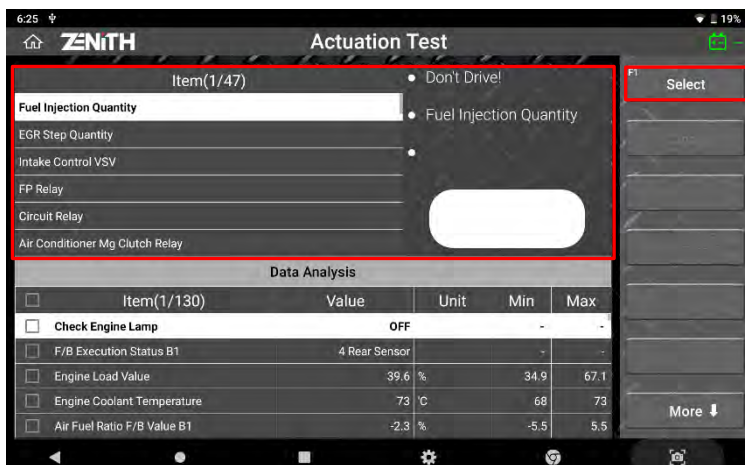 6:25 19%
ZENITH Actuation Test
Item(1/47)
Fuel Injection Quantity
EGR Step Quantity
Intake Control VSV
FP Relay
Circuit Relay
Air Conditioner Mg Clutch Relay
• Don't Drive!
• Fuel Injection Quantity
•
F1 Select
Data Analysis
Item(1/130) Value Unit Min Max
Check Engine Lamp OFF - -
F/B Execution Status B1 4 Rear Sensor - -
Engine Load Value 39.6 % 34.9 67.1
Engine Coolant Temperature 73 °C 68 73
Air Fuel Ratio F/B Value B1 -2.3 % -5.5 5.5
More ⬇